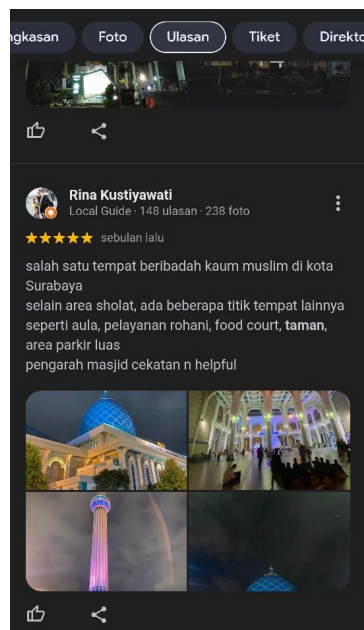 ngkasan Foto Ulasan Tiket Direkto
Rina Kustiyawati
Local Guide · 148 ulasan · 238 foto
sebulan lalu
salah satu tempat beribadah kaum muslim di kota
Surabaya
selain area sholat, ada beberapa titik tempat lainnya
seperti aula, pelayanan rohani, food court, taman,
area parkir luas
pengarah masjid cekatan n helpful